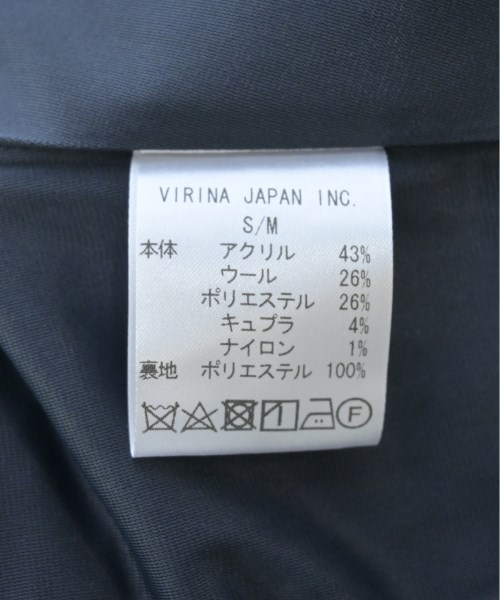 VIRINA JAPAN INC.
S/M
本体 アクリル 43%
ウール 26%
ポリエステル 26%
キュプラ 4%
ナイロン 1%
裏地 ポリエステル 100%
F